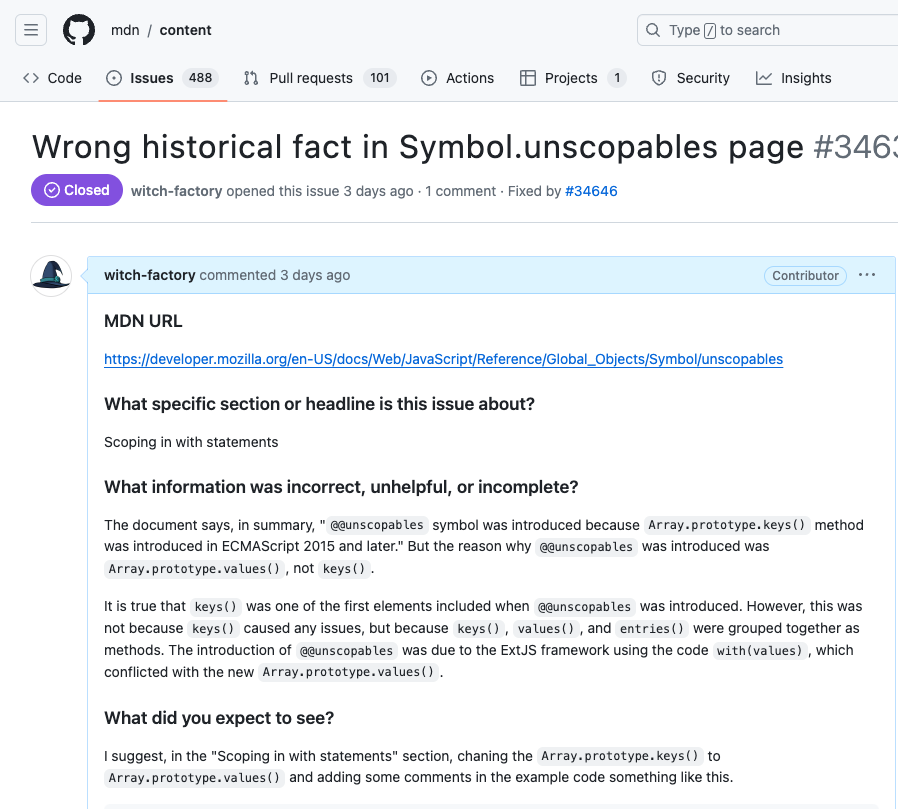 mdn / content
Type / to search
Code
Issues 488
Pull requests 101
Actions
Projects 1
Security
Insights
Wrong historical fact in Symbol.unscopables page #3463
Closed
witch-factory opened this issue 3 days ago · 1 comment · Fixed by #34646
witch-factory commented 3 days ago
Contributor
MDN URL
https://developer.mozilla.org/en-US/docs/Web/JavaScript/Reference/Global_Objects/Symbol/unscopables
What specific section or headline is this issue about?
Scoping in with statements
What information was incorrect, unhelpful, or incomplete?
The document says, in summary, " @@unscopables symbol was introduced because Array.prototype.keys() method
was introduced in ECMAScript 2015 and later." But the reason why @@unscopables was introduced was
Array.prototype.values() , not keys() .
It is true that keys() was one of the first elements included when @@unscopables was introduced. However, this was
not because keys() caused any issues, but because keys() , values() , and entries() were grouped together as
methods. The introduction of @@unscopables was due to the ExtJS framework using the code with(values) , which
conflicted with the new Array.prototype.values() .
What did you expect to see?
I suggest, in the "Scoping in with statements" section, chaning the Array.prototype.keys() to
Array.prototype.values() and adding some comments in the example code something like this.